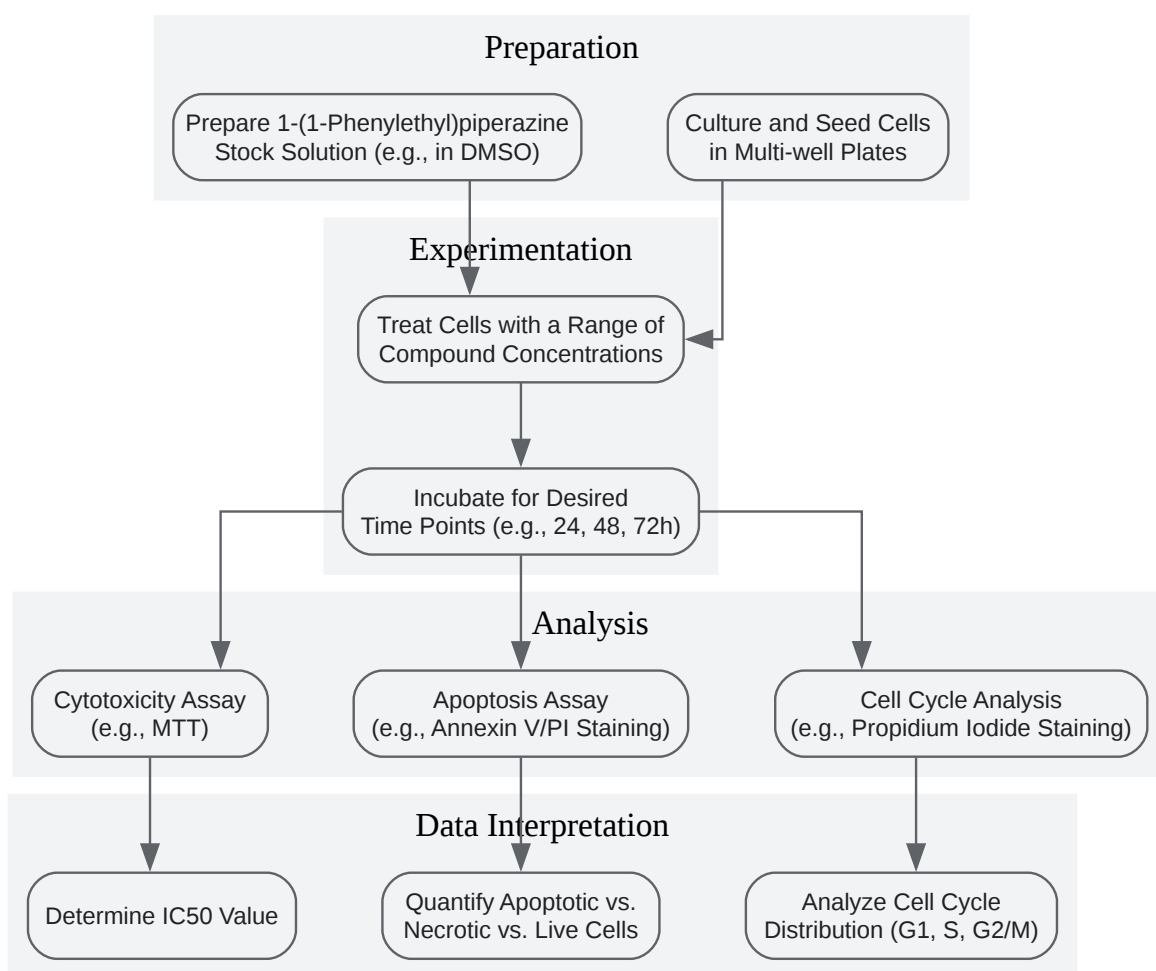 Preparation
Prepare 1-(1-Phenylethyl)piperazine
Stock Solution (e.g., in DMSO)
Culture and Seed Cells
in Multi-well Plates
Experimentation
Treat Cells with a Range of
Compound Concentrations
Incubate for Desired
Time Points (e.g., 24, 48, 72h)
Analysis
Cytotoxicity Assay
(e.g., MTT)
Apoptosis Assay
(e.g., Annexin V/PI Staining)
Cell Cycle Analysis
(e.g., Propidium Iodide Staining)
Data Interpretation
Determine IC50 Value
Quantify Apoptotic vs.
Necrotic vs. Live Cells
Analyze Cell Cycle
Distribution (G1, S, G2/M)